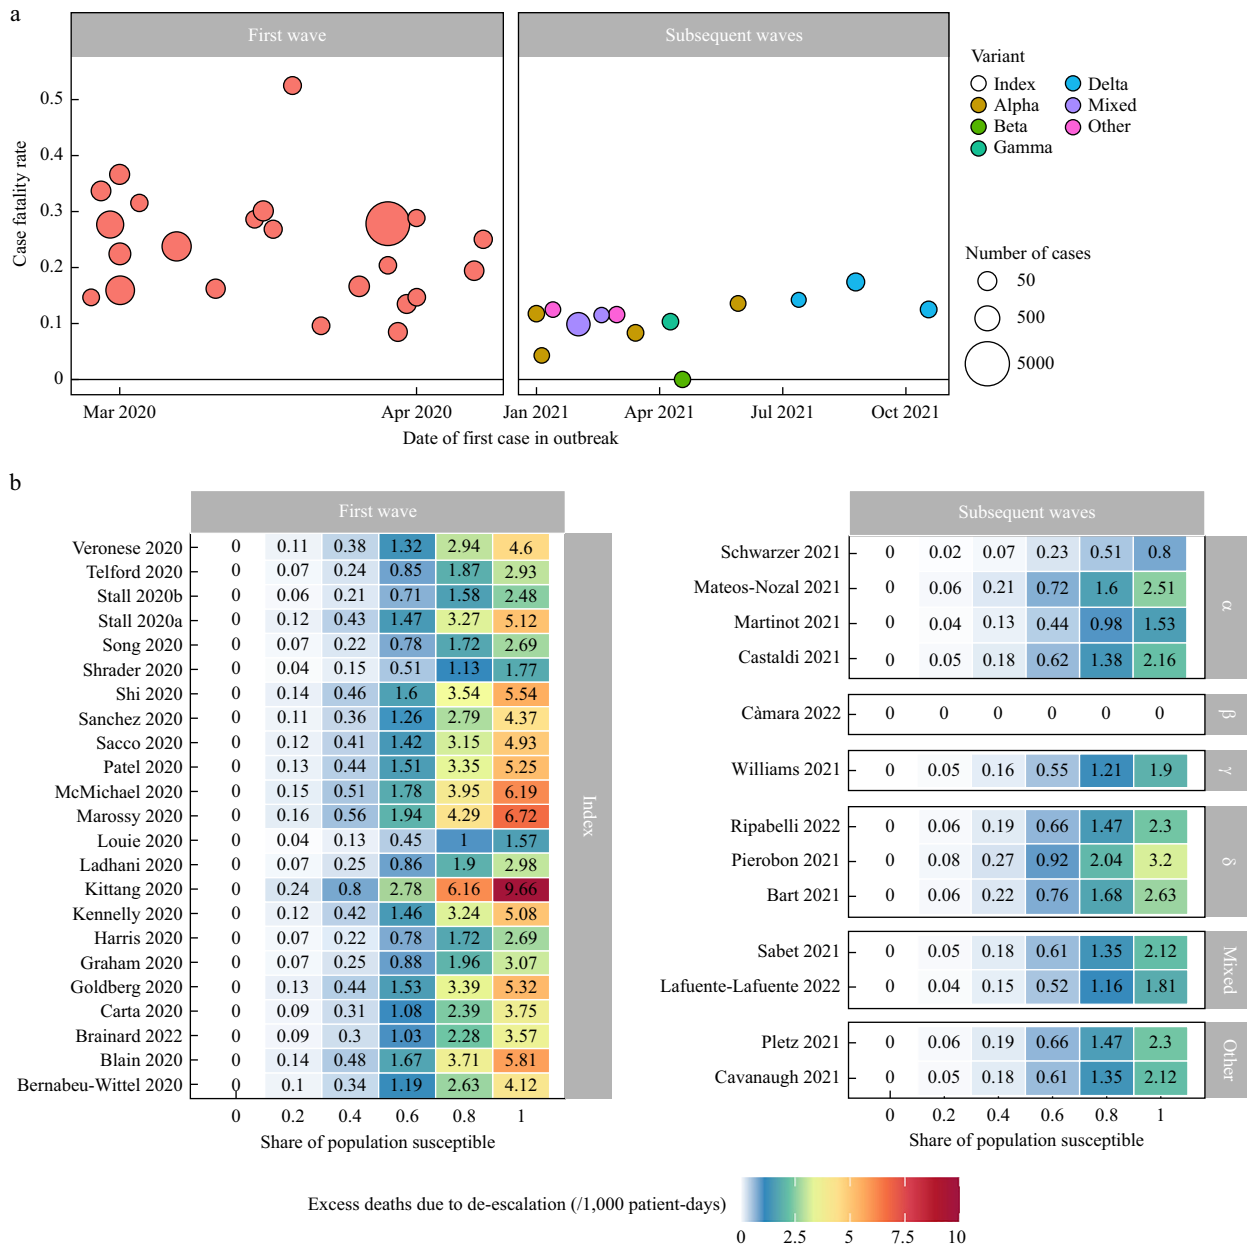 a
First wave
Subsequent waves
Variant
Index
Delta
Alpha
Mixed
Beta
Other
Gamma
Case fatality rate
0.5
0.4
0.3
0.2
0.1
0
Number of cases
50
500
5000
Mar 2020
Apr 2020
Jan 2021
Apr 2021
Jul 2021
Oct 2021
Date of first case in outbreak
b
First wave
Veronese 2020 0 0.11 0.38 1.32 2.94 4.6
Telford 2020 0 0.07 0.24 0.85 1.87 2.93
Stall 2020b 0 0.06 0.21 0.71 1.58 2.48
Stall 2020a 0 0.12 0.43 1.47 3.27 5.12
Song 2020 0 0.07 0.22 0.78 1.72 2.69
Shrader 2020 0 0.04 0.15 0.51 1.13 1.77
Shi 2020 0 0.14 0.46 1.6 3.54 5.54
Sanchez 2020 0 0.11 0.36 1.26 2.79 4.37
Sacco 2020 0 0.12 0.41 1.42 3.15 4.93
Patel 2020 0 0.13 0.44 1.51 3.35 5.25
McMichael 2020 0 0.15 0.51 1.78 3.95 6.19
Marossy 2020 0 0.16 0.56 1.94 4.29 6.72
Louie 2020 0 0.04 0.13 0.45 1 1.57
Ladhani 2020 0 0.07 0.25 0.86 1.9 2.98
Kittang 2020 0 0.24 0.8 2.78 6.16 9.66
Kennelly 2020 0 0.12 0.42 1.46 3.24 5.08
Harris 2020 0 0.07 0.22 0.78 1.72 2.69
Graham 2020 0 0.07 0.25 0.88 1.96 3.07
Goldberg 2020 0 0.13 0.44 1.53 3.39 5.32
Carta 2020 0 0.09 0.31 1.08 2.39 3.75
Brainard 2022 0 0.09 0.3 1.03 2.28 3.57
Blain 2020 0 0.14 0.48 1.67 3.71 5.81
Bernabeu-Wittel 2020 0 0.1 0.34 1.19 2.63 4.12
Index
0 0.2 0.4 0.6 0.8 1
Share of population susceptible
Subsequent waves
Schwarzer 2021 0 0.02 0.07 0.23 0.51 0.8
Mateos-Nozal 2021 0 0.06 0.21 0.72 1.6 2.51
Martinot 2021 0 0.04 0.13 0.44 0.98 1.53
Castaldi 2021 0 0.05 0.18 0.62 1.38 2.16
α
Càmara 2022 0 0 0 0 0 0
β
Williams 2021 0 0.05 0.16 0.55 1.21 1.9
γ
Ripabelli 2022 0 0.06 0.19 0.66 1.47 2.3
Pierobon 2021 0 0.08 0.27 0.92 2.04 3.2
Bart 2021 0 0.06 0.22 0.76 1.68 2.63
δ
Sabet 2021 0 0.05 0.18 0.61 1.35 2.12
Lafuente-Lafuente 2022 0 0.04 0.15 0.52 1.16 1.81
Mixed
Pletz 2021 0 0.06 0.19 0.66 1.47 2.3
Cavanaugh 2021 0 0.05 0.18 0.61 1.35 2.12
Other
0 0.2 0.4 0.6 0.8 1
Share of population susceptible
Excess deaths due to de-escalation (/1,000 patient-days)
0 2.5 5 7.5 10